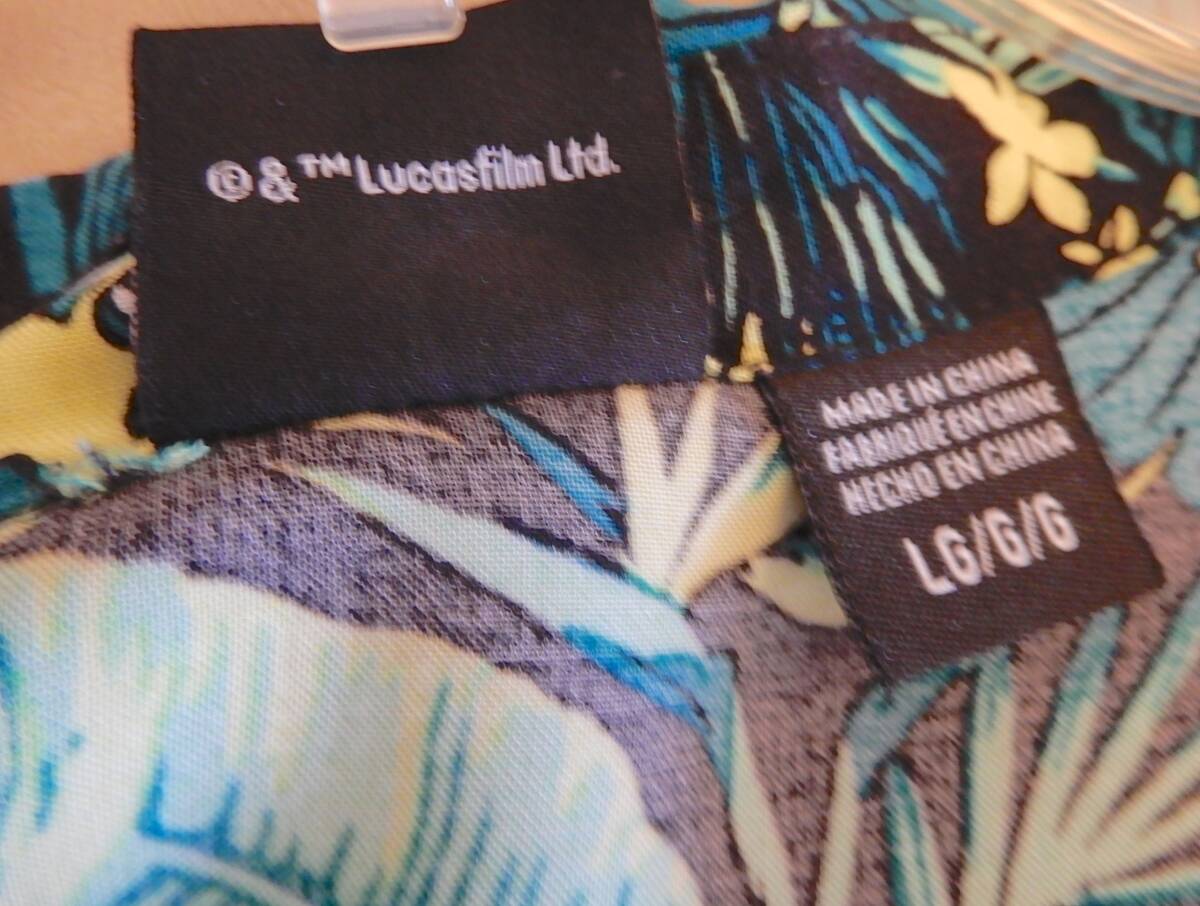 ©&™ Lucasfilm Ltd.
MADE IN CHINA
FABRIQUÉ EN CHINE
HECHO EN CHINA
LG/G/G